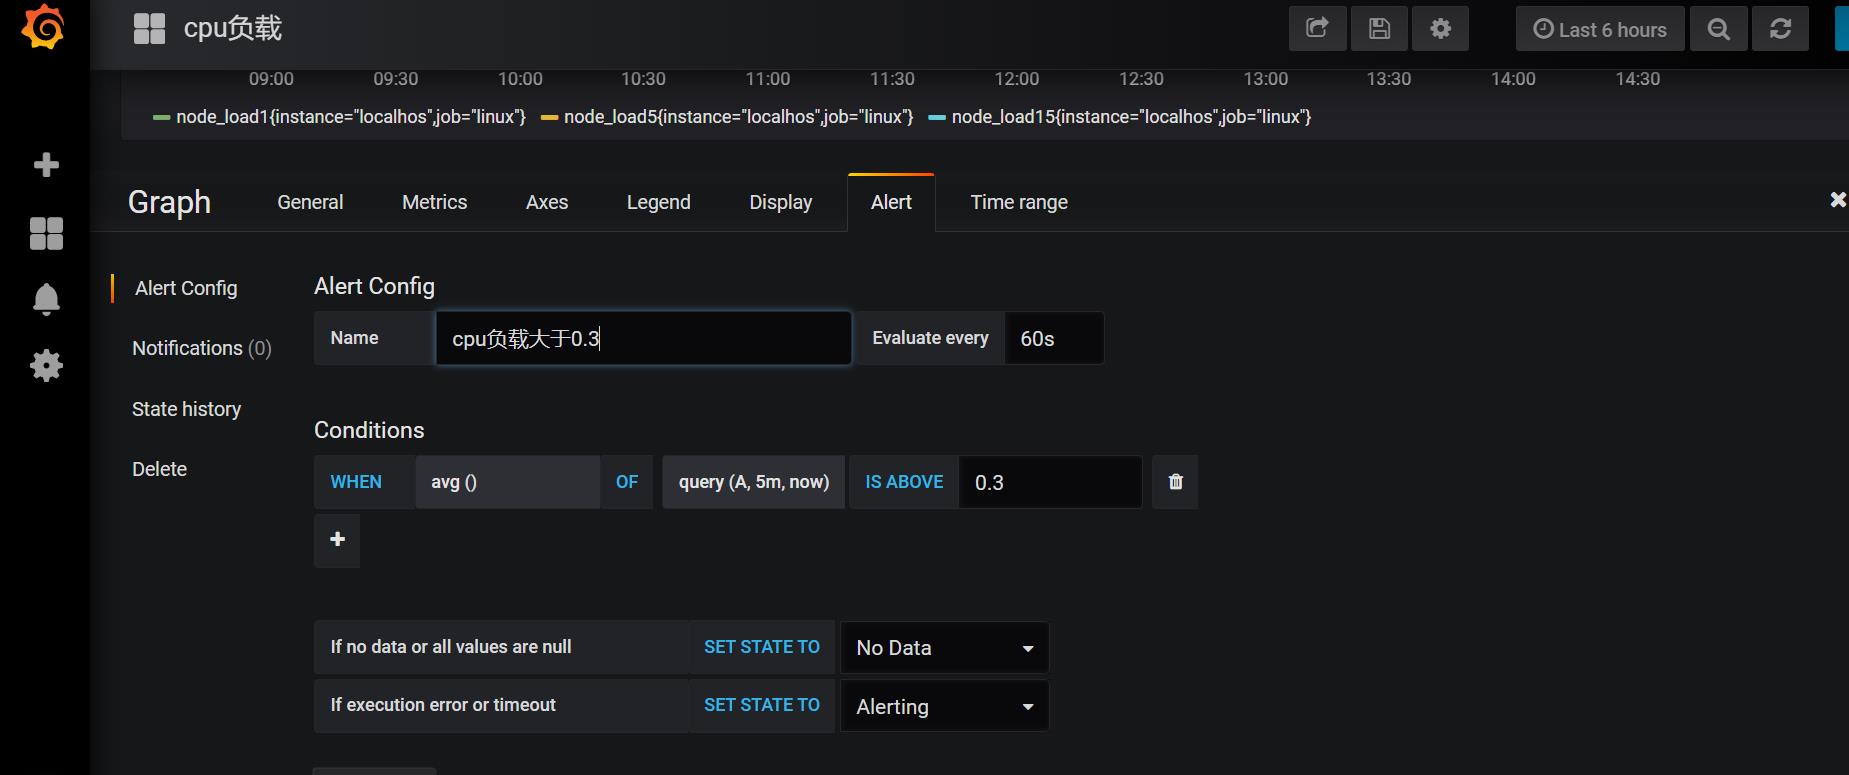 cpu负载
Last 6 hours
09:00 09:30 10:00 10:30 11:00 11:30 12:00 12:30 13:00 13:30 14:00 14:30
node_load1{instance="localhos",job="linux"} node_load5{instance="localhos",job="linux"} node_load15{instance="localhos",job="linux"}
Graph General Metrics Axes Legend Display Alert Time range
Alert Config
Notifications (0)
State history
Delete
Alert Config
Name cpu负载大于0.3 Evaluate every 60s
Conditions
WHEN avg () OF query (A, 5m, now) IS ABOVE 0.3
If no data or all values are null SET STATE TO No Data
If execution error or timeout SET STATE TO Alerting